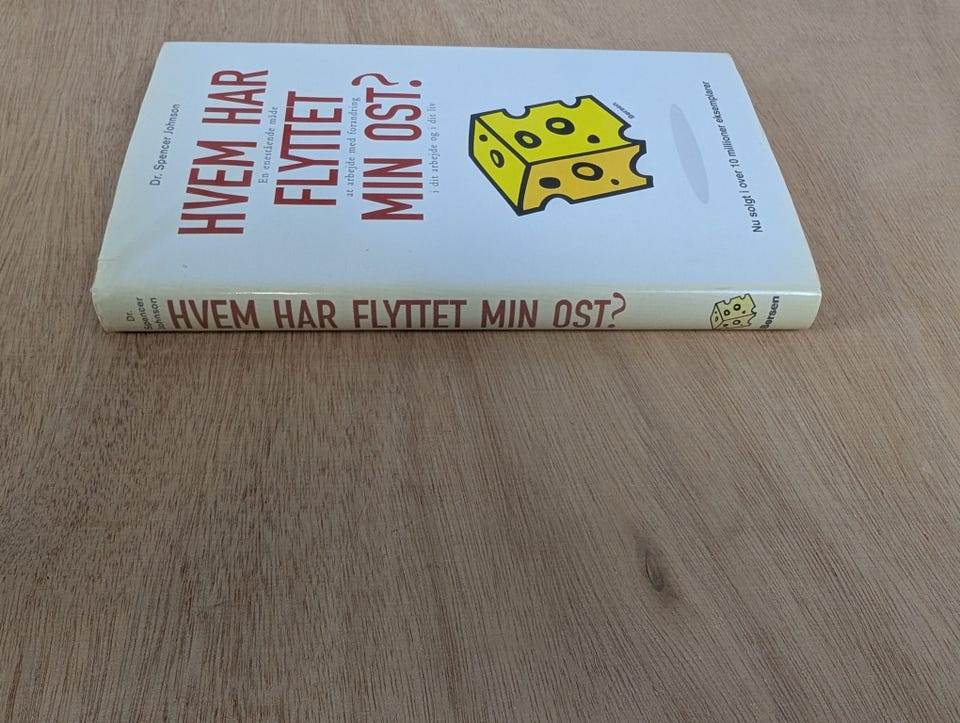 Dr. Spencer Johnson
HVEM HAR
En enestående måde
FLYTTET
at arbejde med forandring
MIN OST?
i dit arbejde og i dit liv
Børsen
Nu solgt i over 10 millioner eksemplarer
Dr.
Spencer
Johnson
HVEM HAR FLYTTET MIN OST?
Børsen